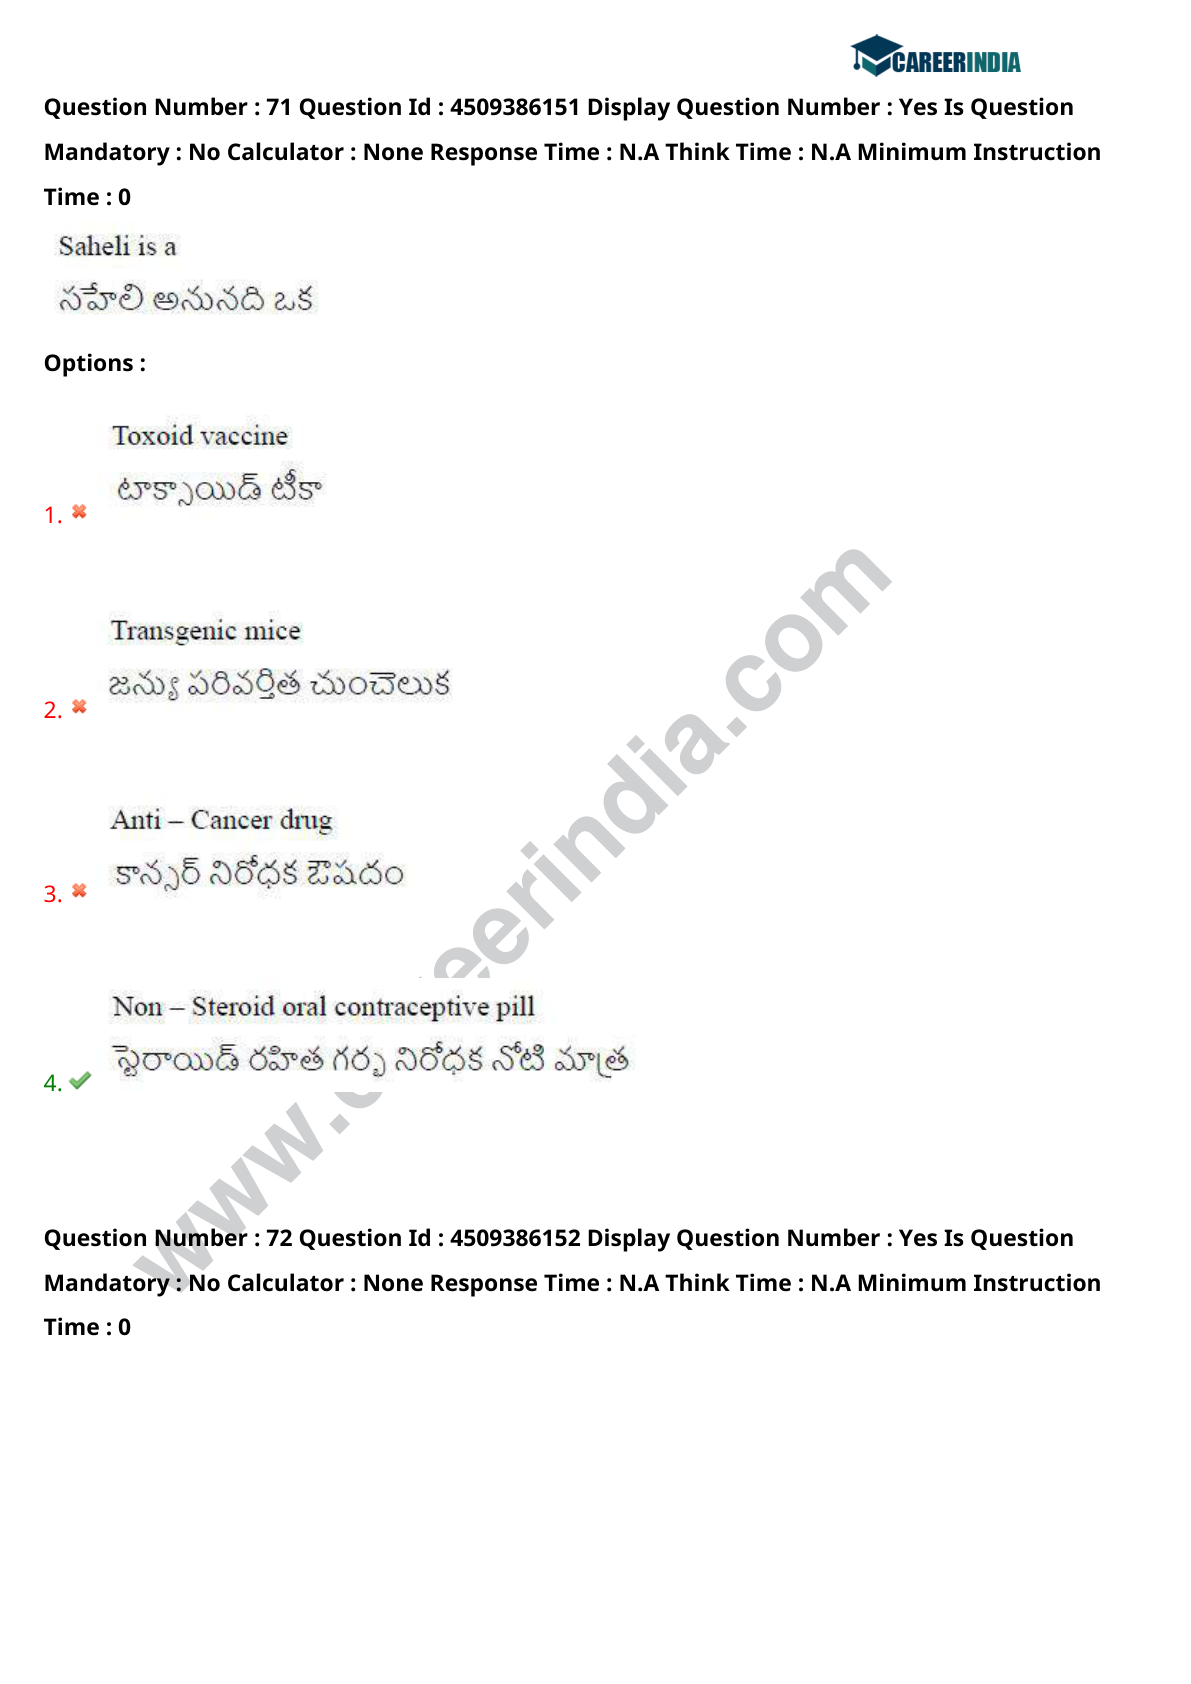 CAREERINDIA
Question Number : 71 Question Id : 4509386151 Display Question Number : Yes Is Question
Mandatory : No Calculator : None Response Time : N.A Think Time : N.A Minimum Instruction
Time : 0
Saheli is a
సహేలి అనునది ఒక
Options :
Toxoid vaccine
టాక్సాయిడ్ టీకా
1.
Transgenic mice
జన్యు పరివర్తిత చుంచెలుక
2.
Anti – Cancer drug
కాన్సర్ నిరోధక ఔషదం
3.
Non – Steroid oral contraceptive pill
స్టెరాయిడ్ రహిత గర్భ నిరోధక నోటి మాత్ర
4.
www.careerindia.com
Question Number : 72 Question Id : 4509386152 Display Question Number : Yes Is Question
Mandatory : No Calculator : None Response Time : N.A Think Time : N.A Minimum Instruction
Time : 0